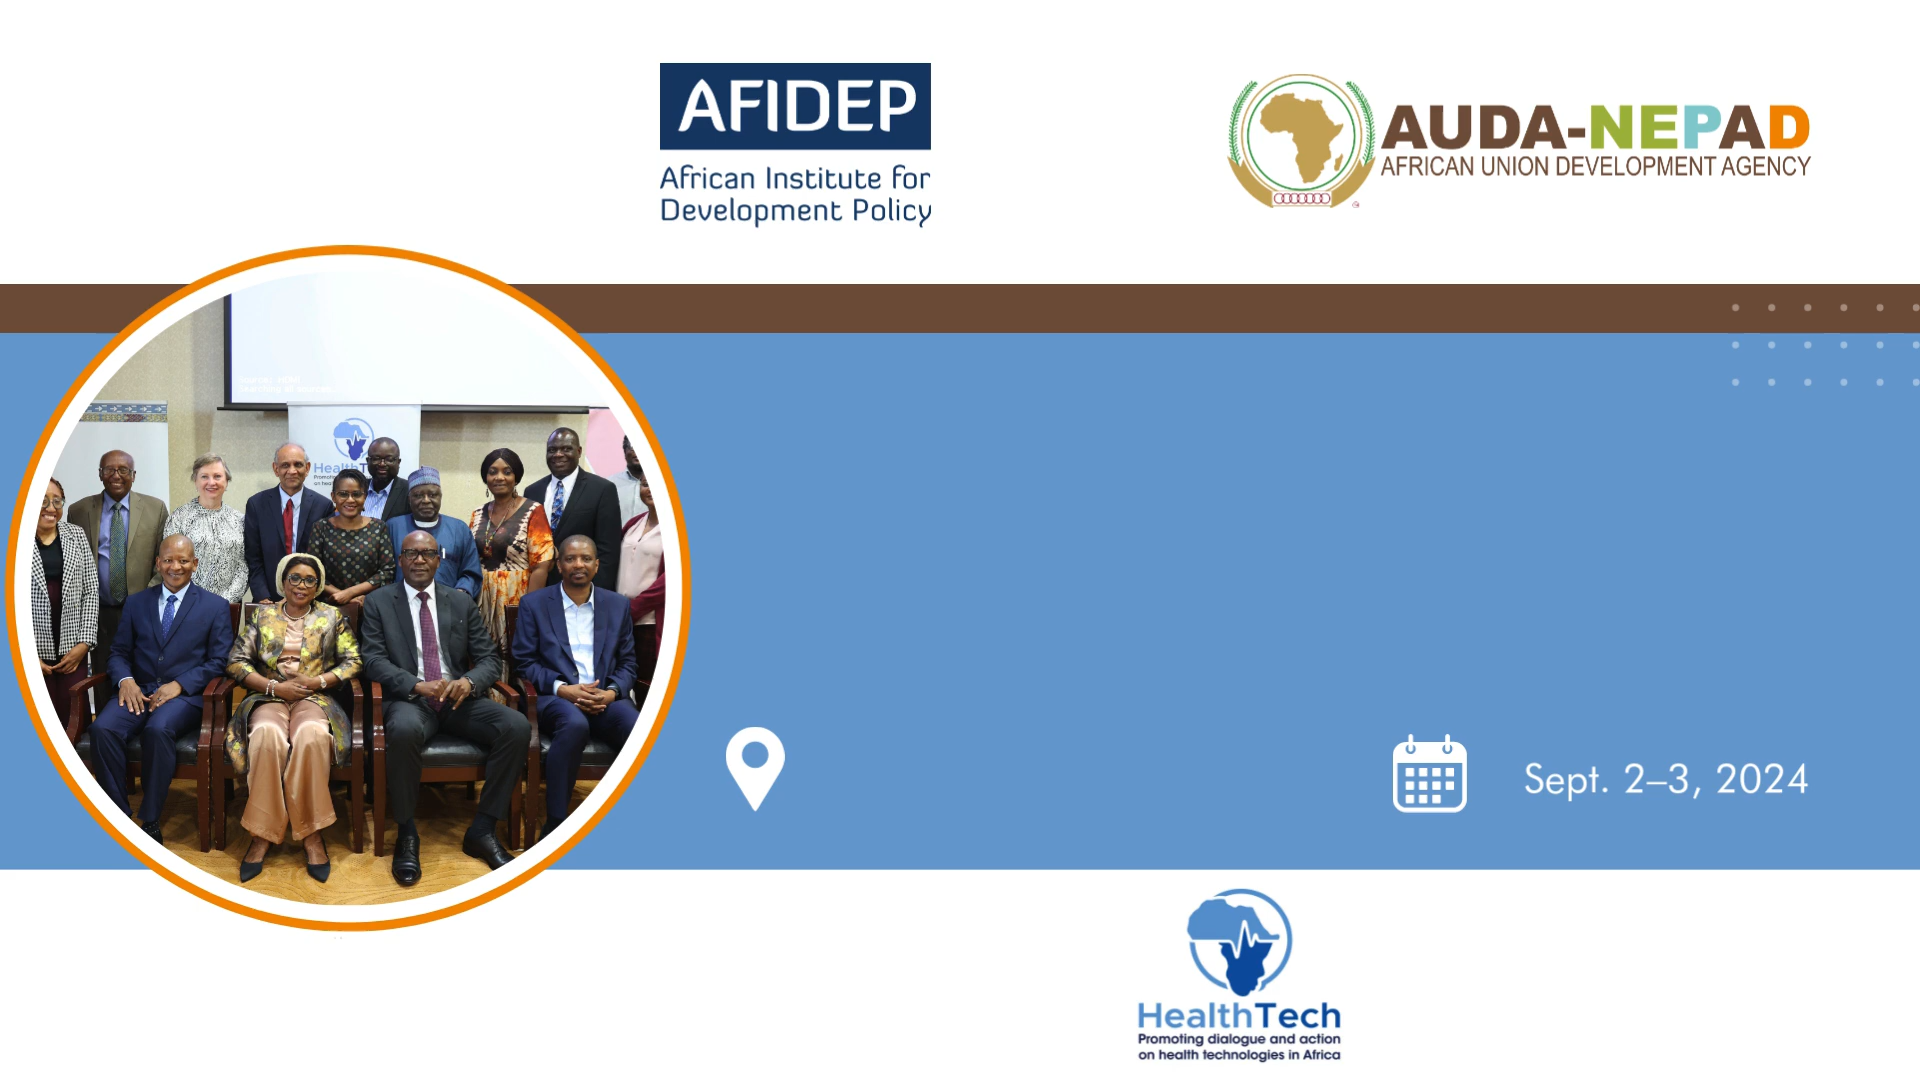 AFIDEP
African Institute for
Development Policy
AUDA-NEPAD
AFRICAN UNION DEVELOPMENT AGENCY
HealthT
Sept. 2–3, 2024
HealthTech
Promoting dialogue and action
on health technologies in Africa